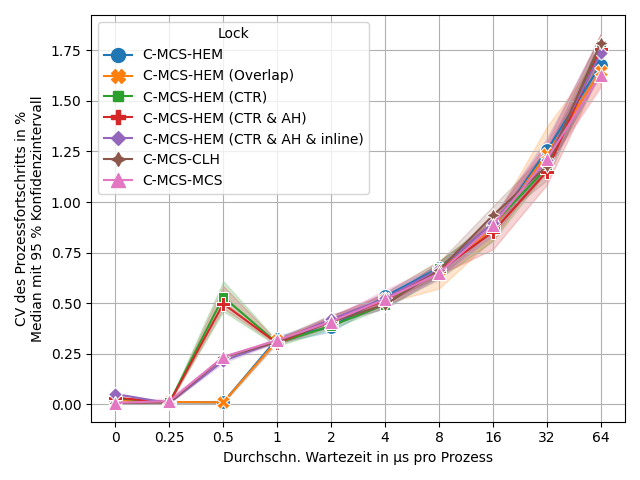 Lock
C-MCS-HEM
C-MCS-HEM (Overlap)
C-MCS-HEM (CTR)
C-MCS-HEM (CTR & AH)
C-MCS-HEM (CTR & AH & inline)
C-MCS-CLH
C-MCS-MCS
CV des Prozessfortschritts in %
Median mit 95 % Konfidenzintervall
1.75
1.50
1.25
1.00
0.75
0.50
0.25
0.00
0 0.25 0.5 1 2 4 8 16 32 64
Durchschn. Wartezeit in µs pro Prozess